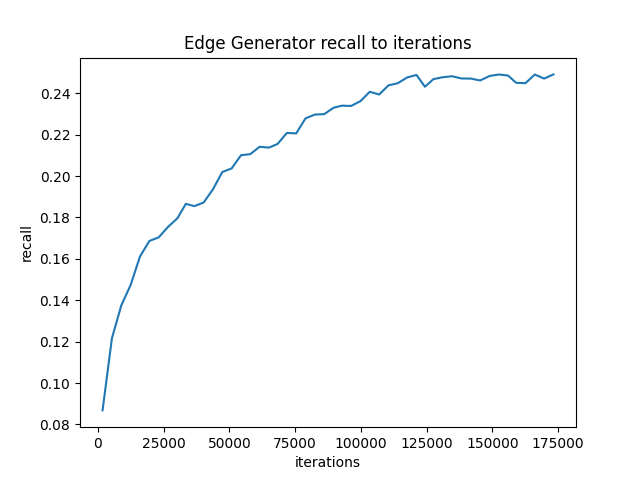 Edge Generator recall to iterations
0.24
0.22
0.20
0.18
0.16
0.14
0.12
0.10
0.08
recall
0 25000 50000 75000 100000 125000 150000 175000
iterations